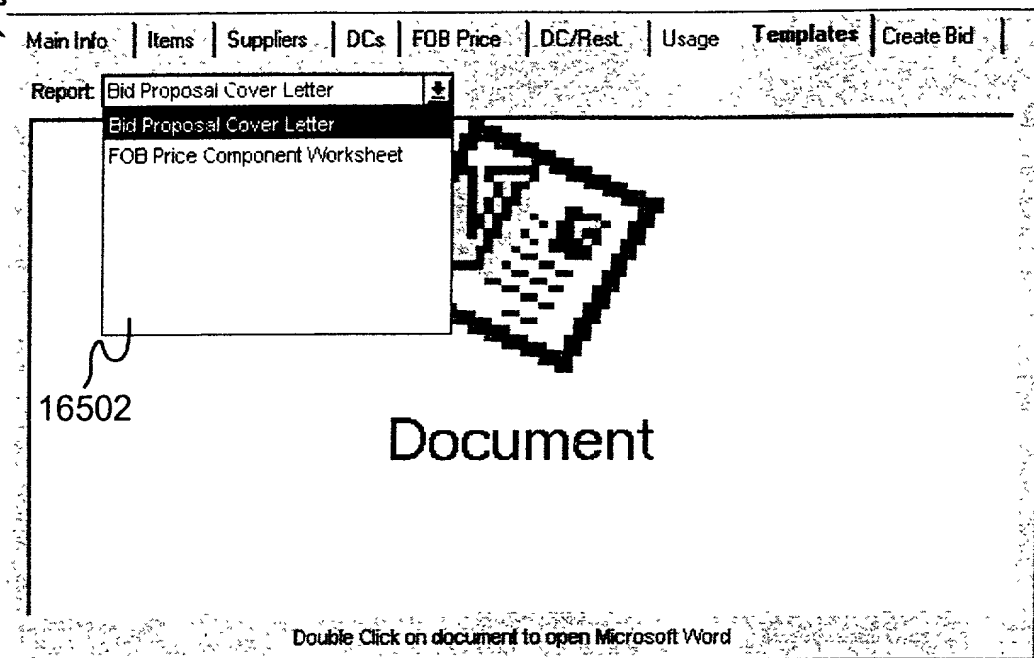 Main Info Items Suppliers DCs FOB Price DC/Rest. Usage Templates Create Bid
Report: Bid Proposal Cover Letter
Bid Proposal Cover Letter
FOB Price Component Worksheet
16502
Document
Double Click on document to open Microsoft Word